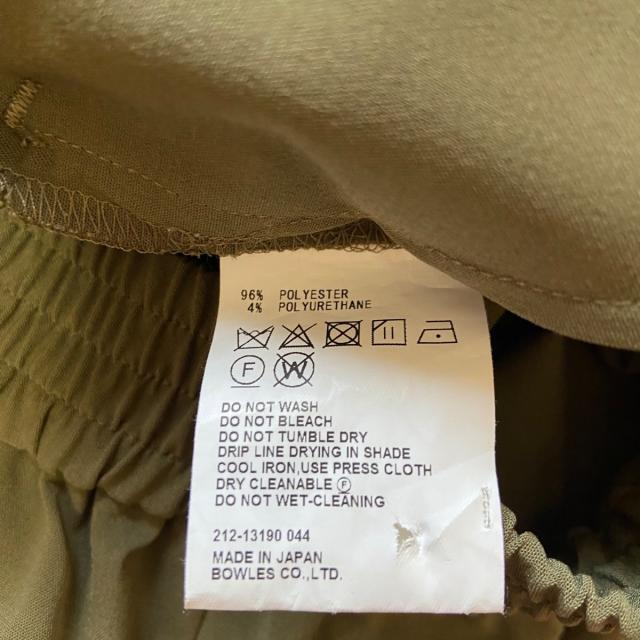 96% POLYESTER
4% POLYURETHANE
F W
DO NOT WASH
DO NOT BLEACH
DO NOT TUMBLE DRY
DRIP LINE DRYING IN SHADE
COOL IRON,USE PRESS CLOTH
DRY CLEANABLE Ⓕ
DO NOT WET-CLEANING
212-13190 044
MADE IN JAPAN
BOWLES CO.,LTD.